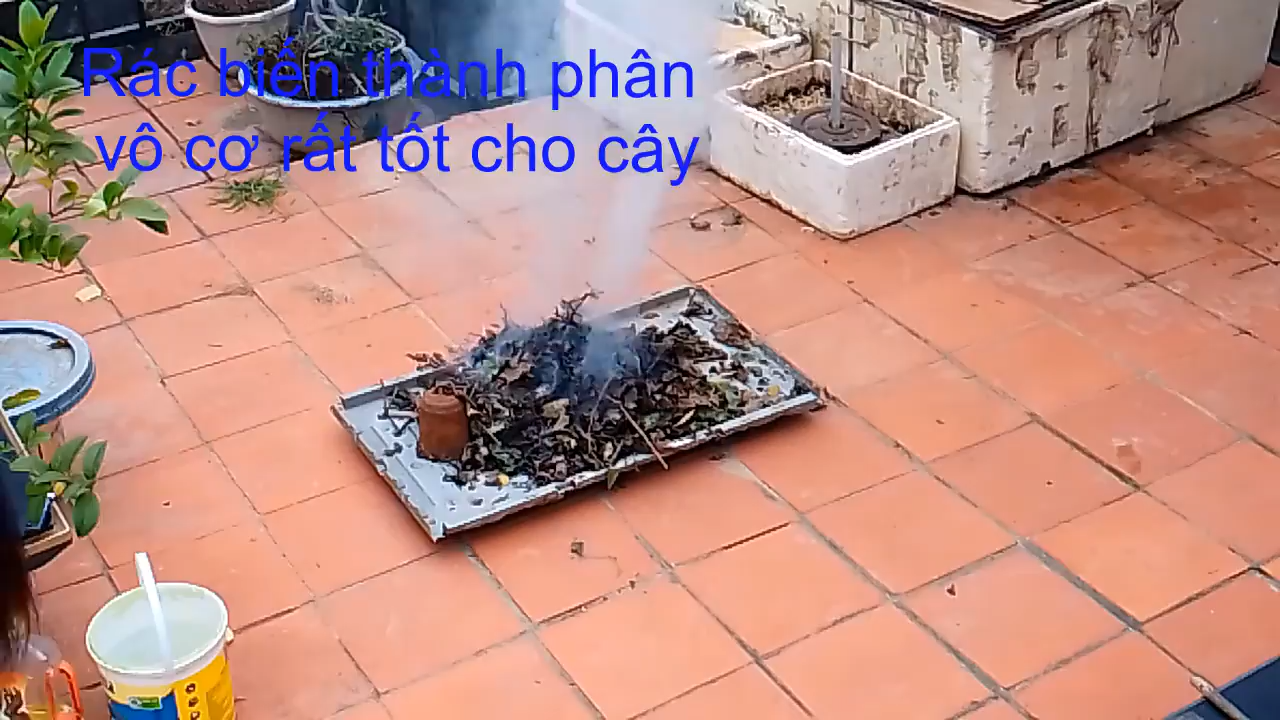 Rác biến thành phân
vô cơ rất tốt cho cây